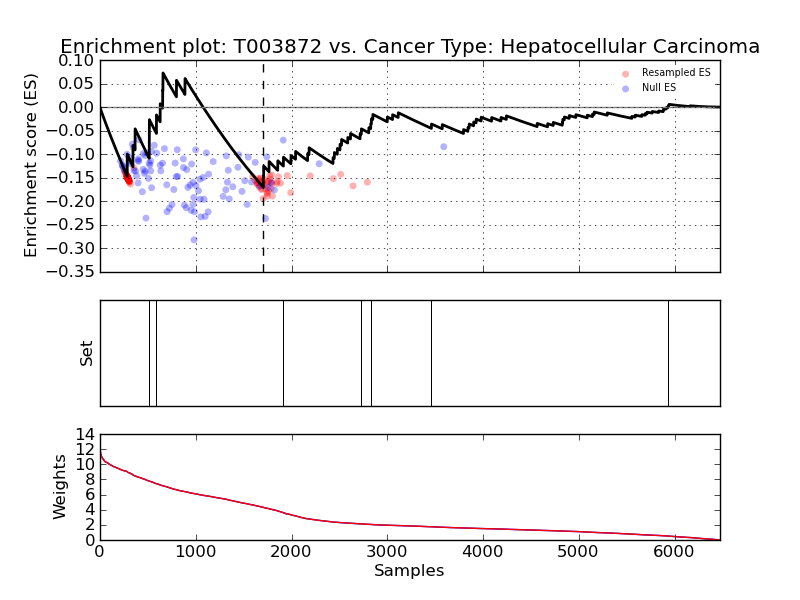 Enrichment plot: T003872 vs. Cancer Type: Hepatocellular Carcinoma
0.10
0.05
0.00
−0.05
−0.10
−0.15
−0.20
−0.25
−0.30
−0.35
Enrichment score (ES)
Resampled ES
Null ES
Set
14
12
10
8
6
4
2
0
Weights
0 1000 2000 3000 4000 5000 6000
Samples